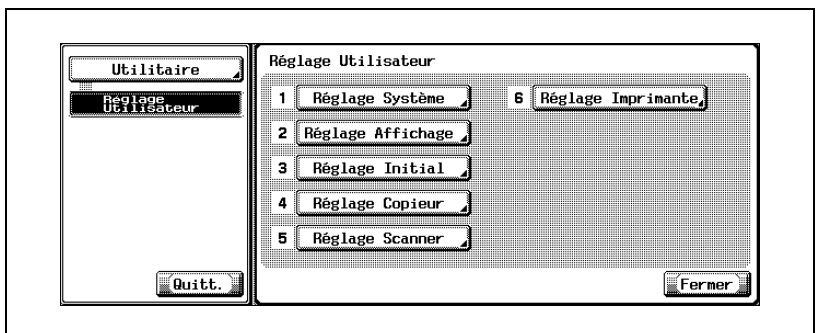 Utilitaire
Réglage
Utilisateur
Quitt.
Réglage Utilisateur
1 Réglage Système
2 Réglage Affichage
3 Réglage Initial
4 Réglage Copieur
5 Réglage Scanner
6 Réglage Imprimante
Fermer